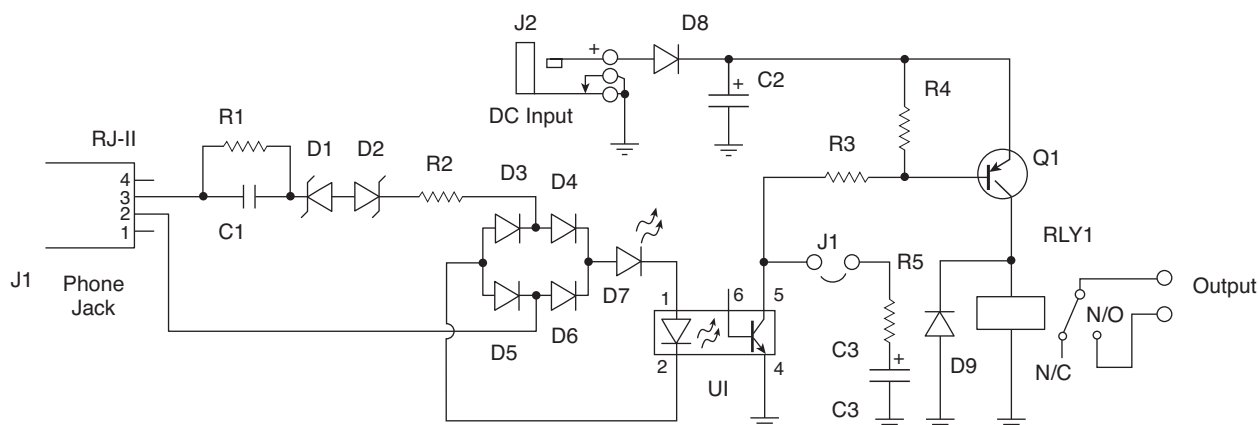 J2
D8
+
+
C2
DC Input
R4
R3
Q1
R1
RJ-II
D1
D2
R2
D3
D4
4
3
2
1
C1
J1
Phone
Jack
D7
D5
D6
1
6
5
2
4
UI
J1
R5
C3
+
C3
D9
RLY1
N/O
N/C
Output